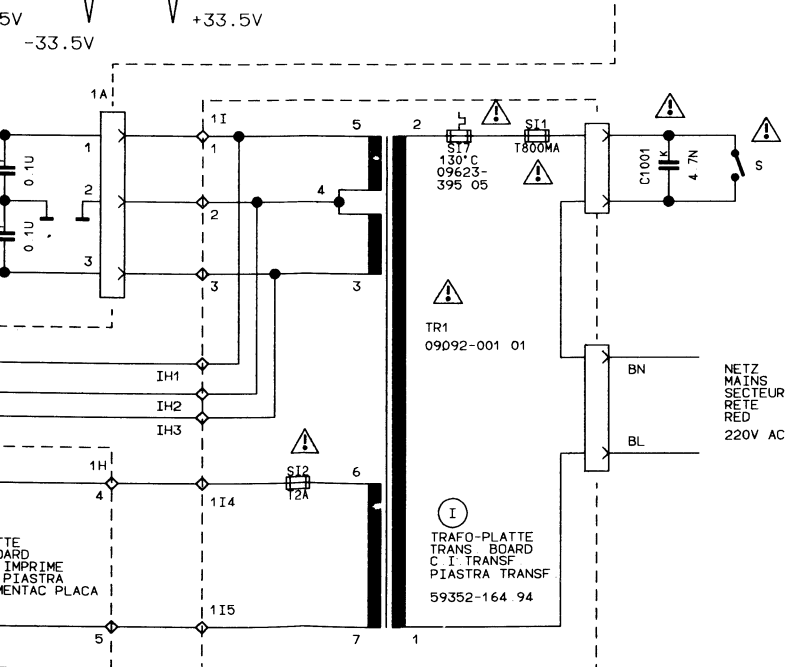 5V
+33.5V
-33.5V
1A
1I
5
2
SI1
1
1
SI7
T800MA
130°C
09623-
395 05
C1001
K
4 7N
S
0.1U
2
2
4
0.1U
3
3
3
TR1
09092-001 01
IH1
BN
NETZ
MAINS
SECTEUR
RETE
RED
IH2
IH3
BL
220V AC
1H
SI2
6
4
1I4
T2A
I
TRAFO-PLATTE
TRANS BOARD
C.I.TRANSF
PIASTRA TRANSF
59352-164 94
TTE
OARD
IMPRIME
PIASTRA
MENTAC PLACA
1I5
5
7
1